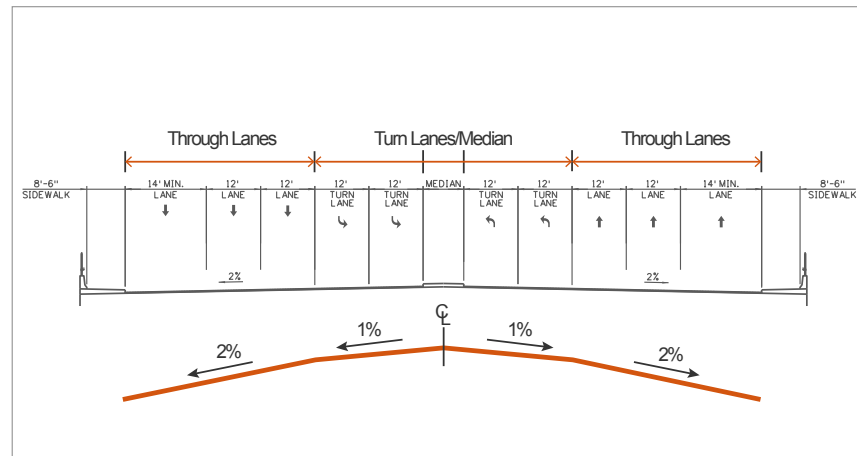 Through Lanes Turn Lanes/Median Through Lanes
8'-6" 14' MIN. 12' 12' 12' 12' MEDIAN 12' 12' 12' 12' 14' MIN. 8'-6"
SIDEWALK LANE LANE LANE TURN TURN TURN TURN LANE LANE LANE SIDEWALK
LANE LANE LANE LANE
2% 2%
CL
1% 1%
2% 2%